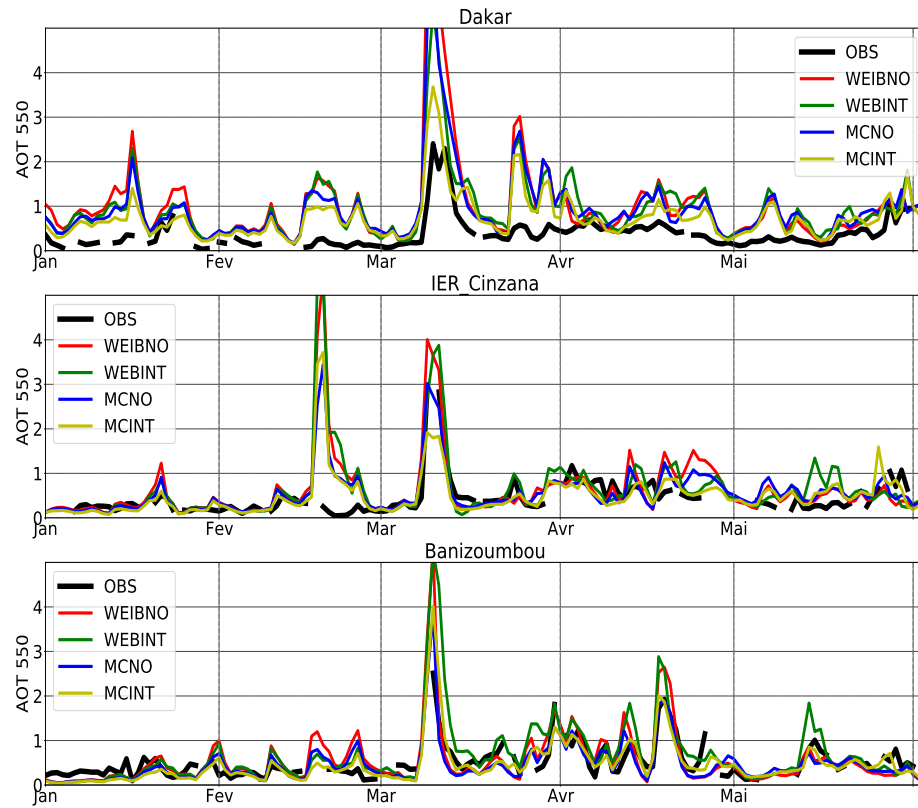 Dakar
AOT 550
4
3
2
1
0
OBS
WEIBNO
WEBINT
MCNO
MCINT
Jan Fev Mar Avr Mai
IER_Cinzana
AOT 550
4
3
2
1
0
OBS
WEIBNO
WEBINT
MCNO
MCINT
Jan Fev Mar Avr Mai
Banizoumbou
AOT 550
4
3
2
1
0
OBS
WEIBNO
WEBINT
MCNO
MCINT
Jan Fev Mar Avr Mai